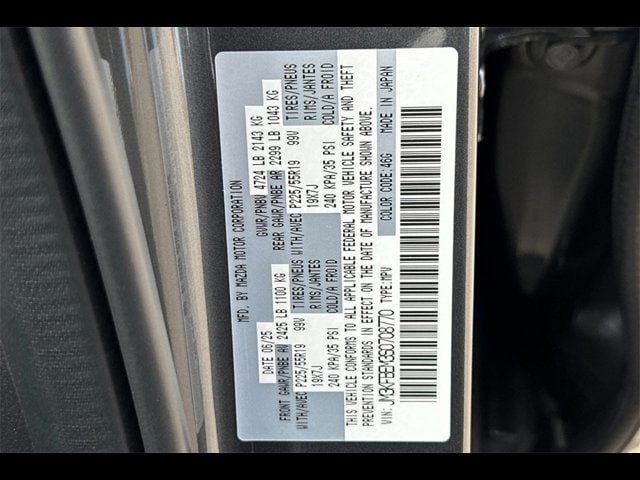 MFD. BY MAZDA MOTOR CORPORATION
DATE 06/25 GVWR/PNBV 4724 LB 2143 KG
FRONT GAWR/PNBE AV 2425 LB 1100 KG REAR GAWR/PNBE AR 2299 LB 1043 KG
WITH/AVEC P225/55R19 99V TIRES/PNEUS WITH/AVEC P225/55R19 99V TIRES/PNEUS
19X7J RIMS/JANTES 19X7J RIMS/JANTES
240 KPA/35 PSI COLD/A FROID 240 KPA/35 PSI COLD/A FROID
THIS VEHICLE CONFORMS TO ALL APPLICABLE FEDERAL MOTOR VEHICLE SAFETY AND THEFT
PREVENTION STANDARDS IN EFFECT ON THE DATE OF MANUFACTURE SHOWN ABOVE.
VIN: TYPE:MPV COLOR CODE:46G MADE IN JAPAN